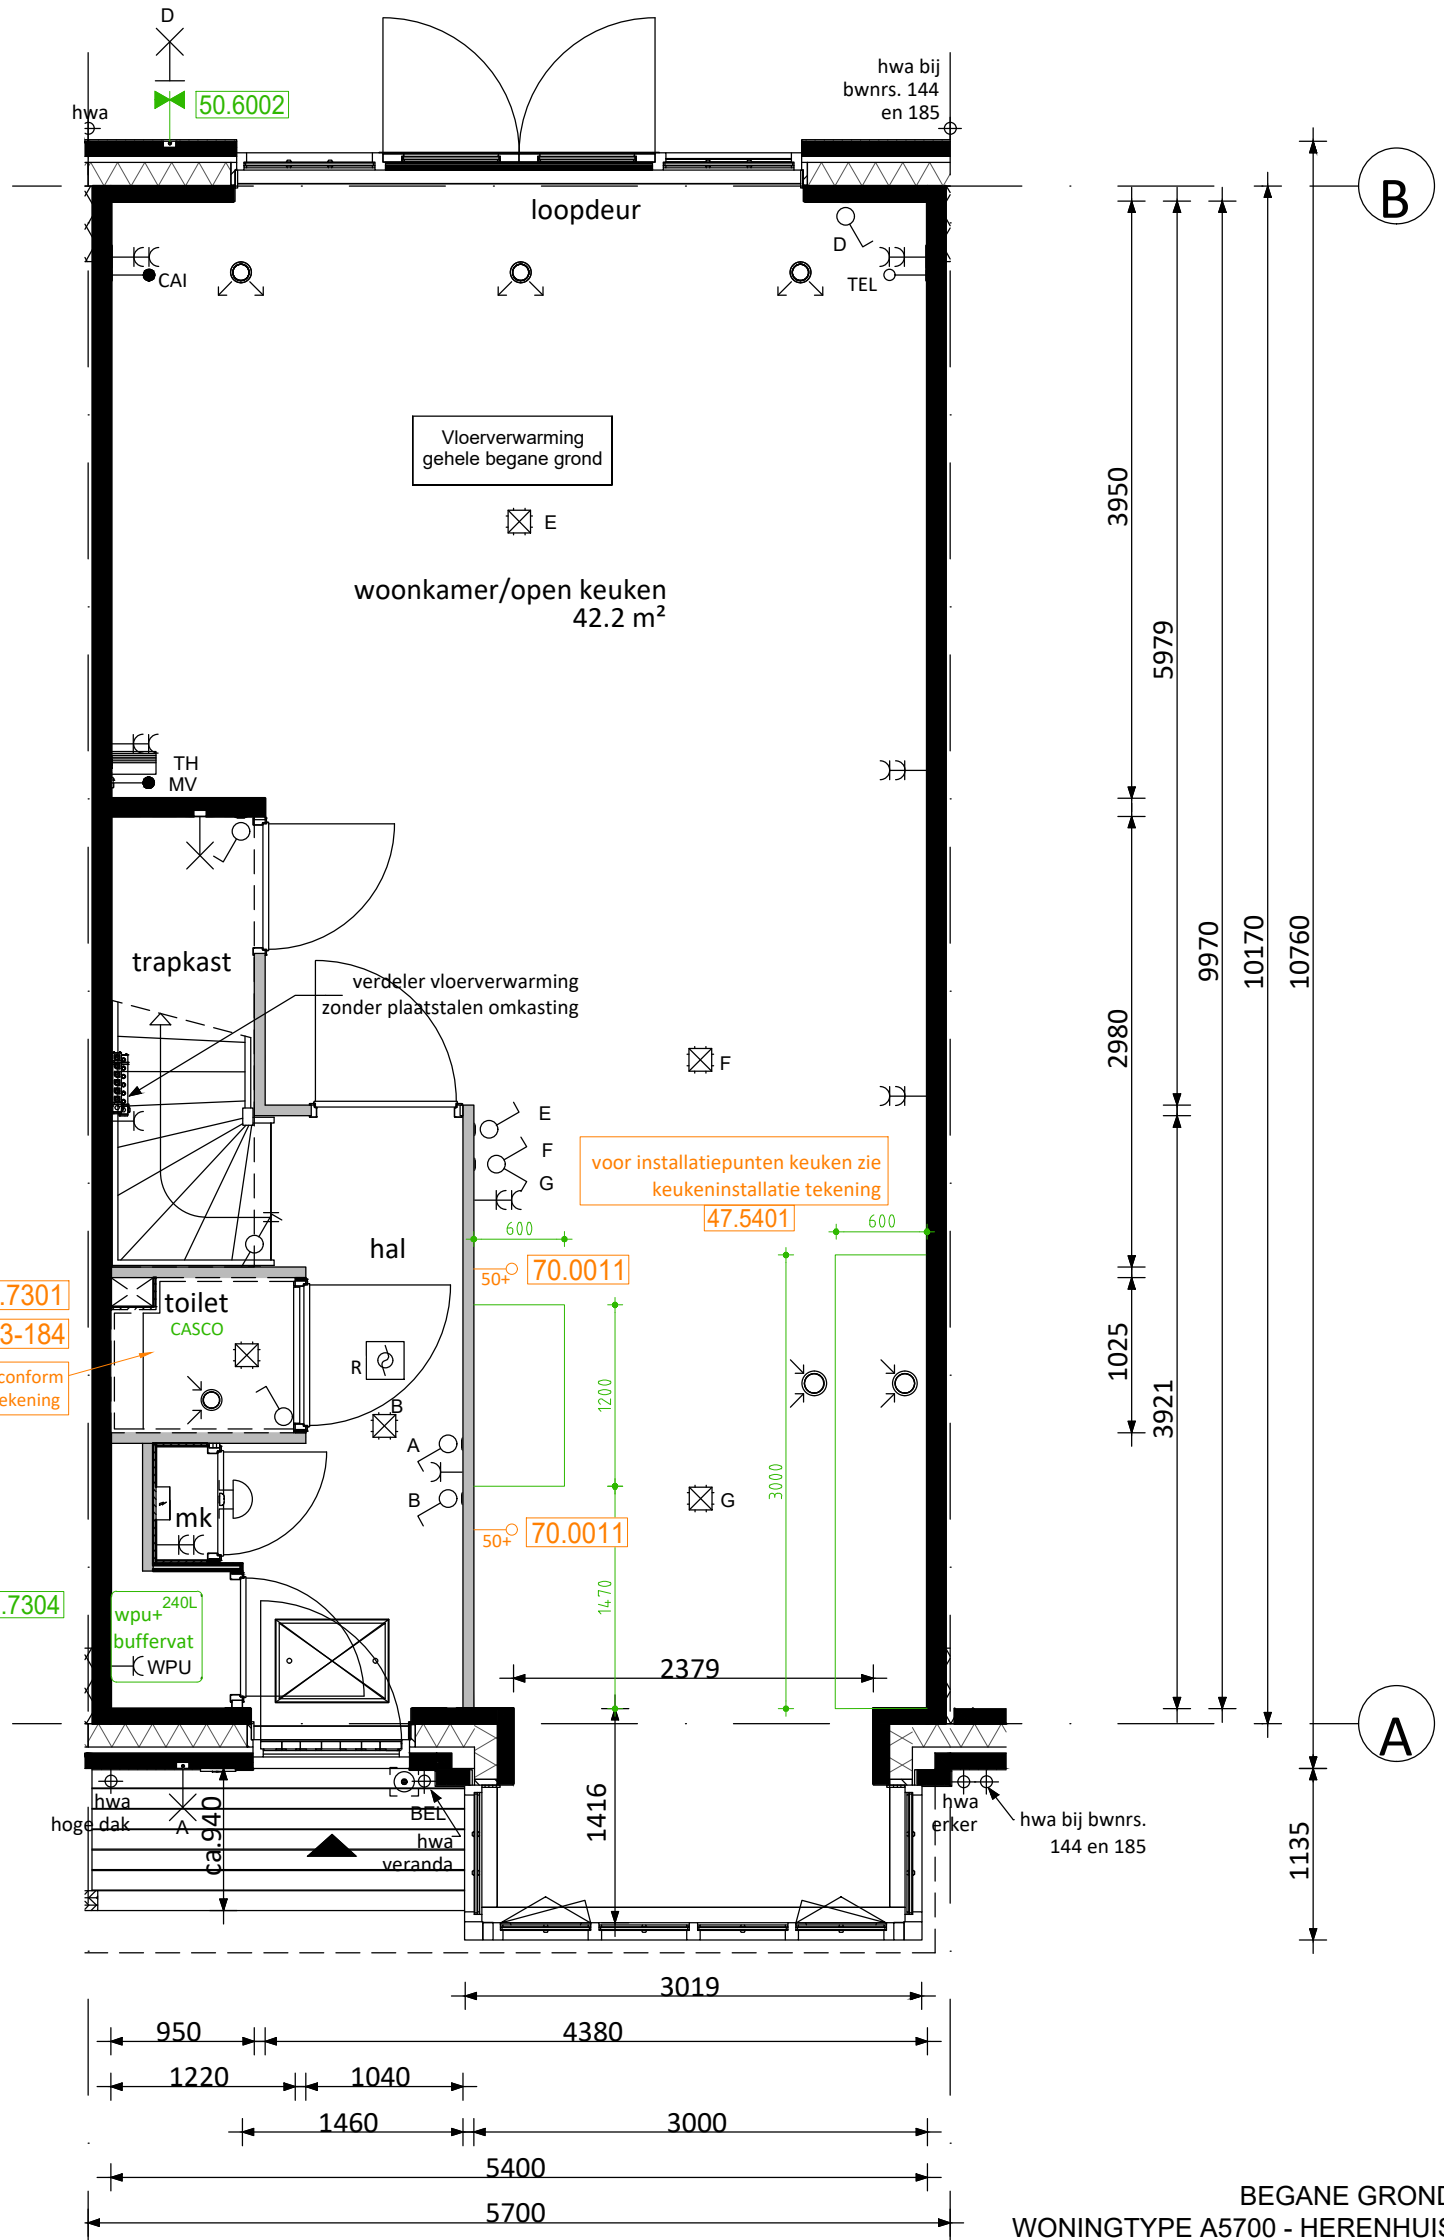 D
50.6002
hwa
hwa bij
bwnrs. 144
en 185
B
loopdeur
D
CAI
TEL
Vloerverwarming
gehele begane grond
E
woonkamer/open keuken
42.2 m²
3950
5979
TH
MV
9970
10170
10760
trapkast
verdeler vloerverwarming
zonder plaatstalen omkasting
2980
F
E
F
G
voor installatiepunten keuken zie
keukeninstallatie tekening
47.5401
600
600
hal
50+
70.0011
.7301
3-184
conform
ekening
toilet
CASCO
R
B
A
B
1200
3000
1025
3921
G
mk
50+
70.0011
.7304
wpu+
240L
buffervat
WPU
1470
2379
A
hwa
hoge dak
A
ca.940
BEL
hwa
veranda
1416
hwa
erker
hwa bij bwnrs.
144 en 185
1135
3019
950
4380
1220
1040
1460
3000
5400
5700
BEGANE GROND
WONINGTYPE A5700 - HERENHUIS